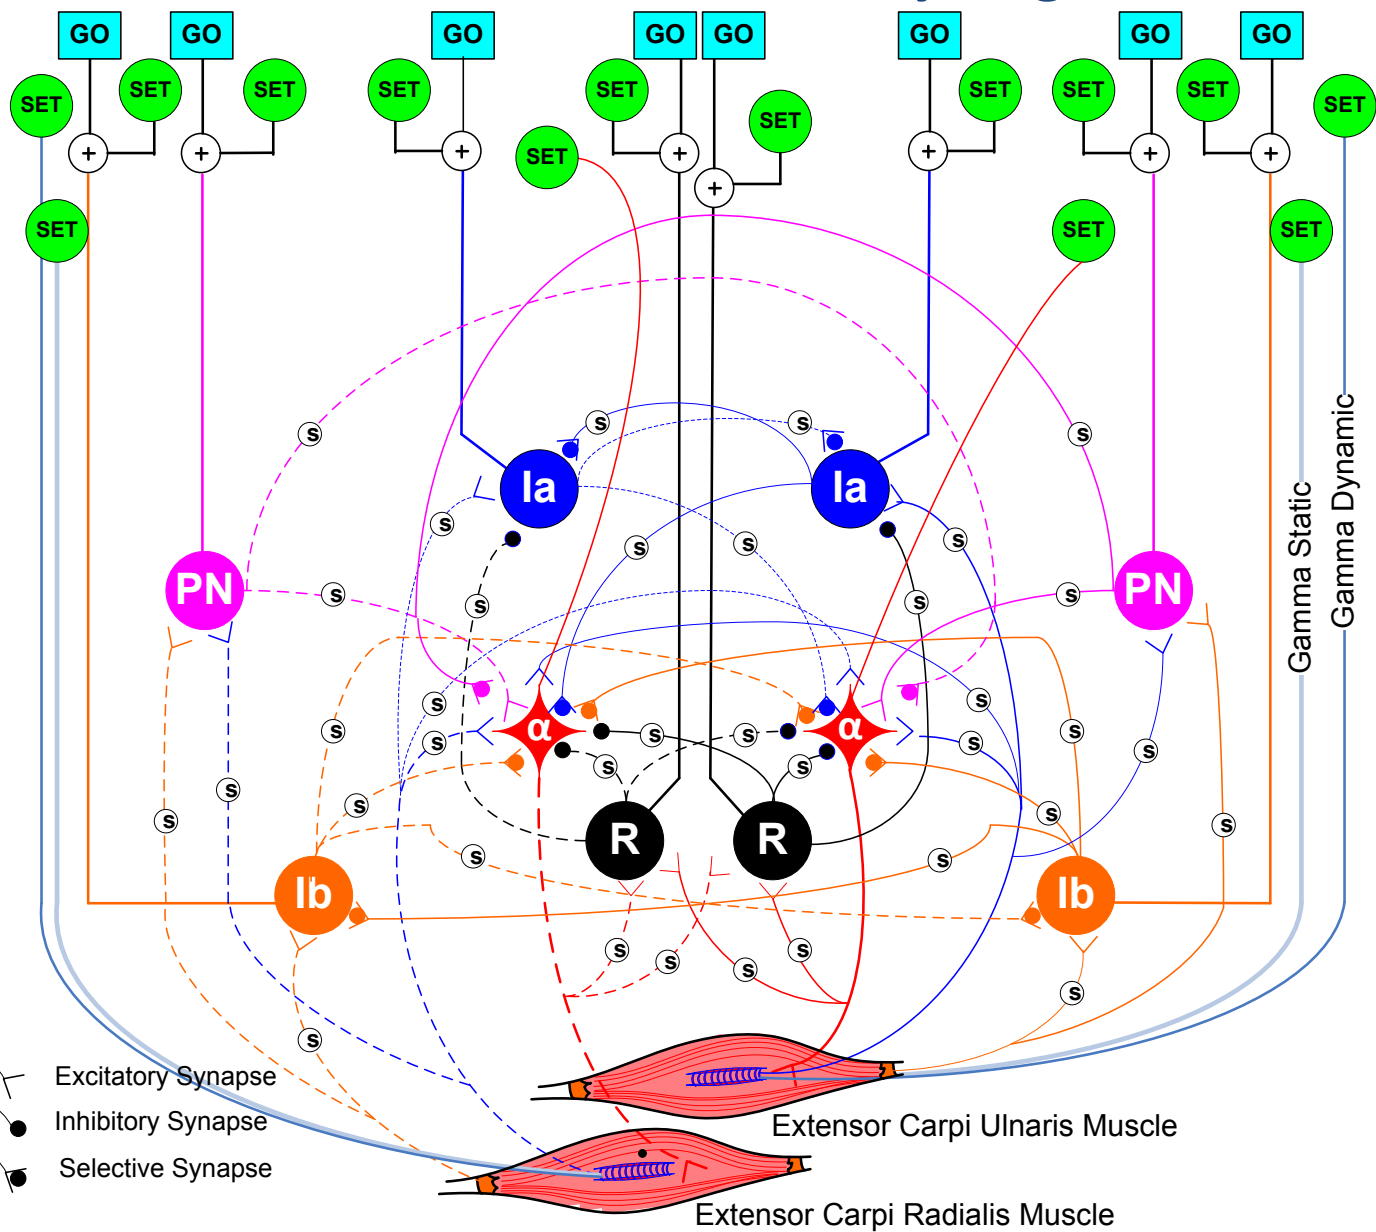 GO GO GO GO GO GO GO GO
SET SET SET SET SET SET SET SET SET
SET
+ + + + + + +
SET
+
SET SET SET
s s
s s
Ia Ia
s s
s s
PN PN
s s
s s
Gamma Static
Gamma Dynamic
s s
α α
s s s s
s s s s
s s
s s
s s
R R
s s
Ib Ib
s s
s s
s
s
Excitatory Synapse
Inhibitory Synapse
Selective Synapse
Extensor Carpi Ulnaris Muscle
Extensor Carpi Radialis Muscle